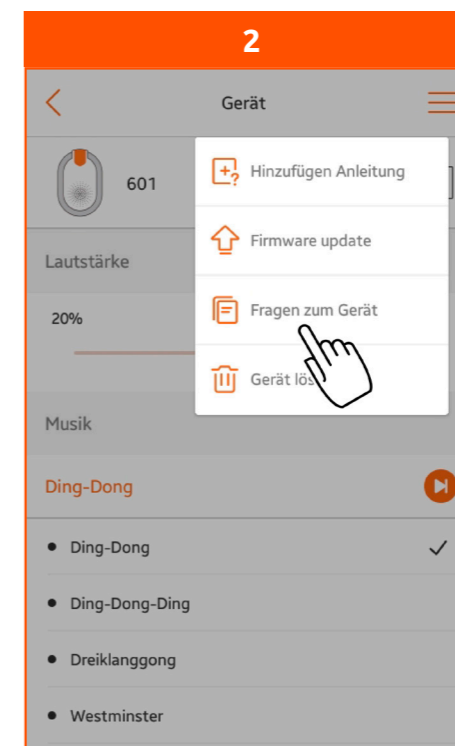 2
Gerät
601
Hinzufügen Anleitung
Firmware update
Lautstärke
20%
Fragen zum Gerät
Gerät
Musik
Ding-Dong
Ding-Dong
Ding-Dong-Ding
Dreiklanggong
Westminster